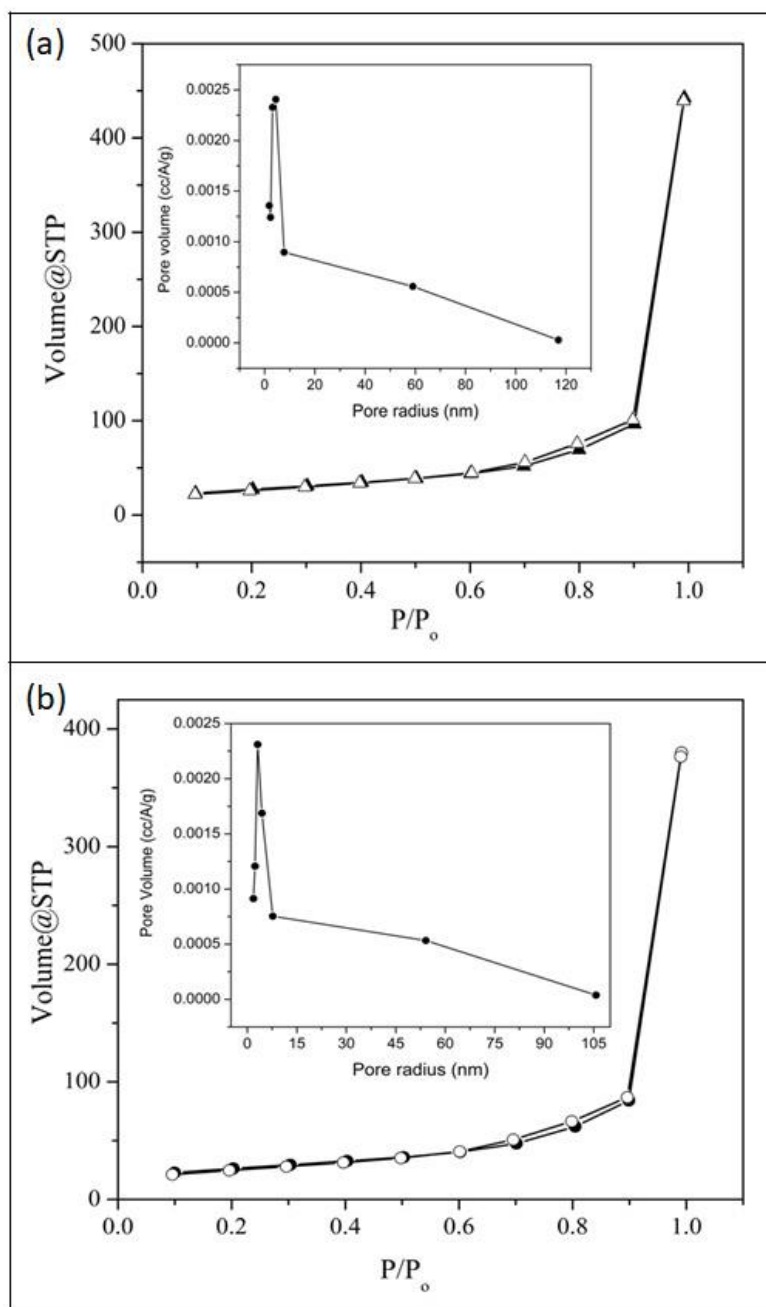 (a)
500
400
300
200
100
0
Volume@STP
0.0 0.2 0.4 0.6 0.8 1.0
P/Po
0.0025
0.0020
0.0015
0.0010
0.0005
0.0000
Pore volume (cc/A/g)
0 20 40 60 80 100 120
Pore radius (nm)
(b)
400
300
200
100
0
Volume@STP
0.0 0.2 0.4 0.6 0.8 1.0
P/Po
0.0025
0.0020
0.0015
0.0010
0.0005
0.0000
Pore Volume (cc/A/g)
0 15 30 45 60 75 90 105
Pore radius (nm)